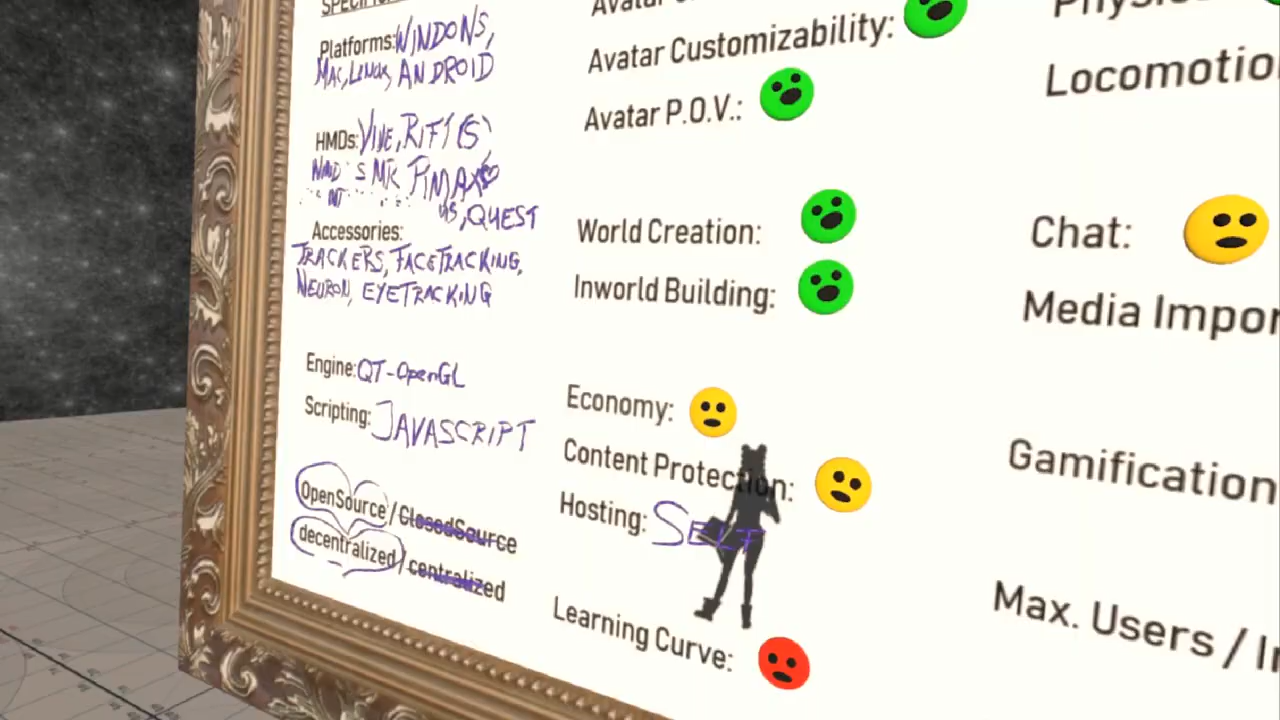 Platforms: WINDOWS,
MAC, LINUX, ANDROID
HMDs: VIVE, RIFT(S)
PIMAX
QUEST
Accessories:
TRACKERS, FACETRACKING,
NEURON, EYETRACKING
Engine: QT-OpenGL
Scripting: JAVASCRIPT
OpenSource / ClosedSource
decentralized / centralized
Avatar Customizability:
Avatar P.O.V.:
World Creation:
Inworld Building:
Economy:
Content Protection:
Hosting: SELF
Learning Curve:
Locomotio
Chat:
Media Impor
Gamification
Max. Users / I